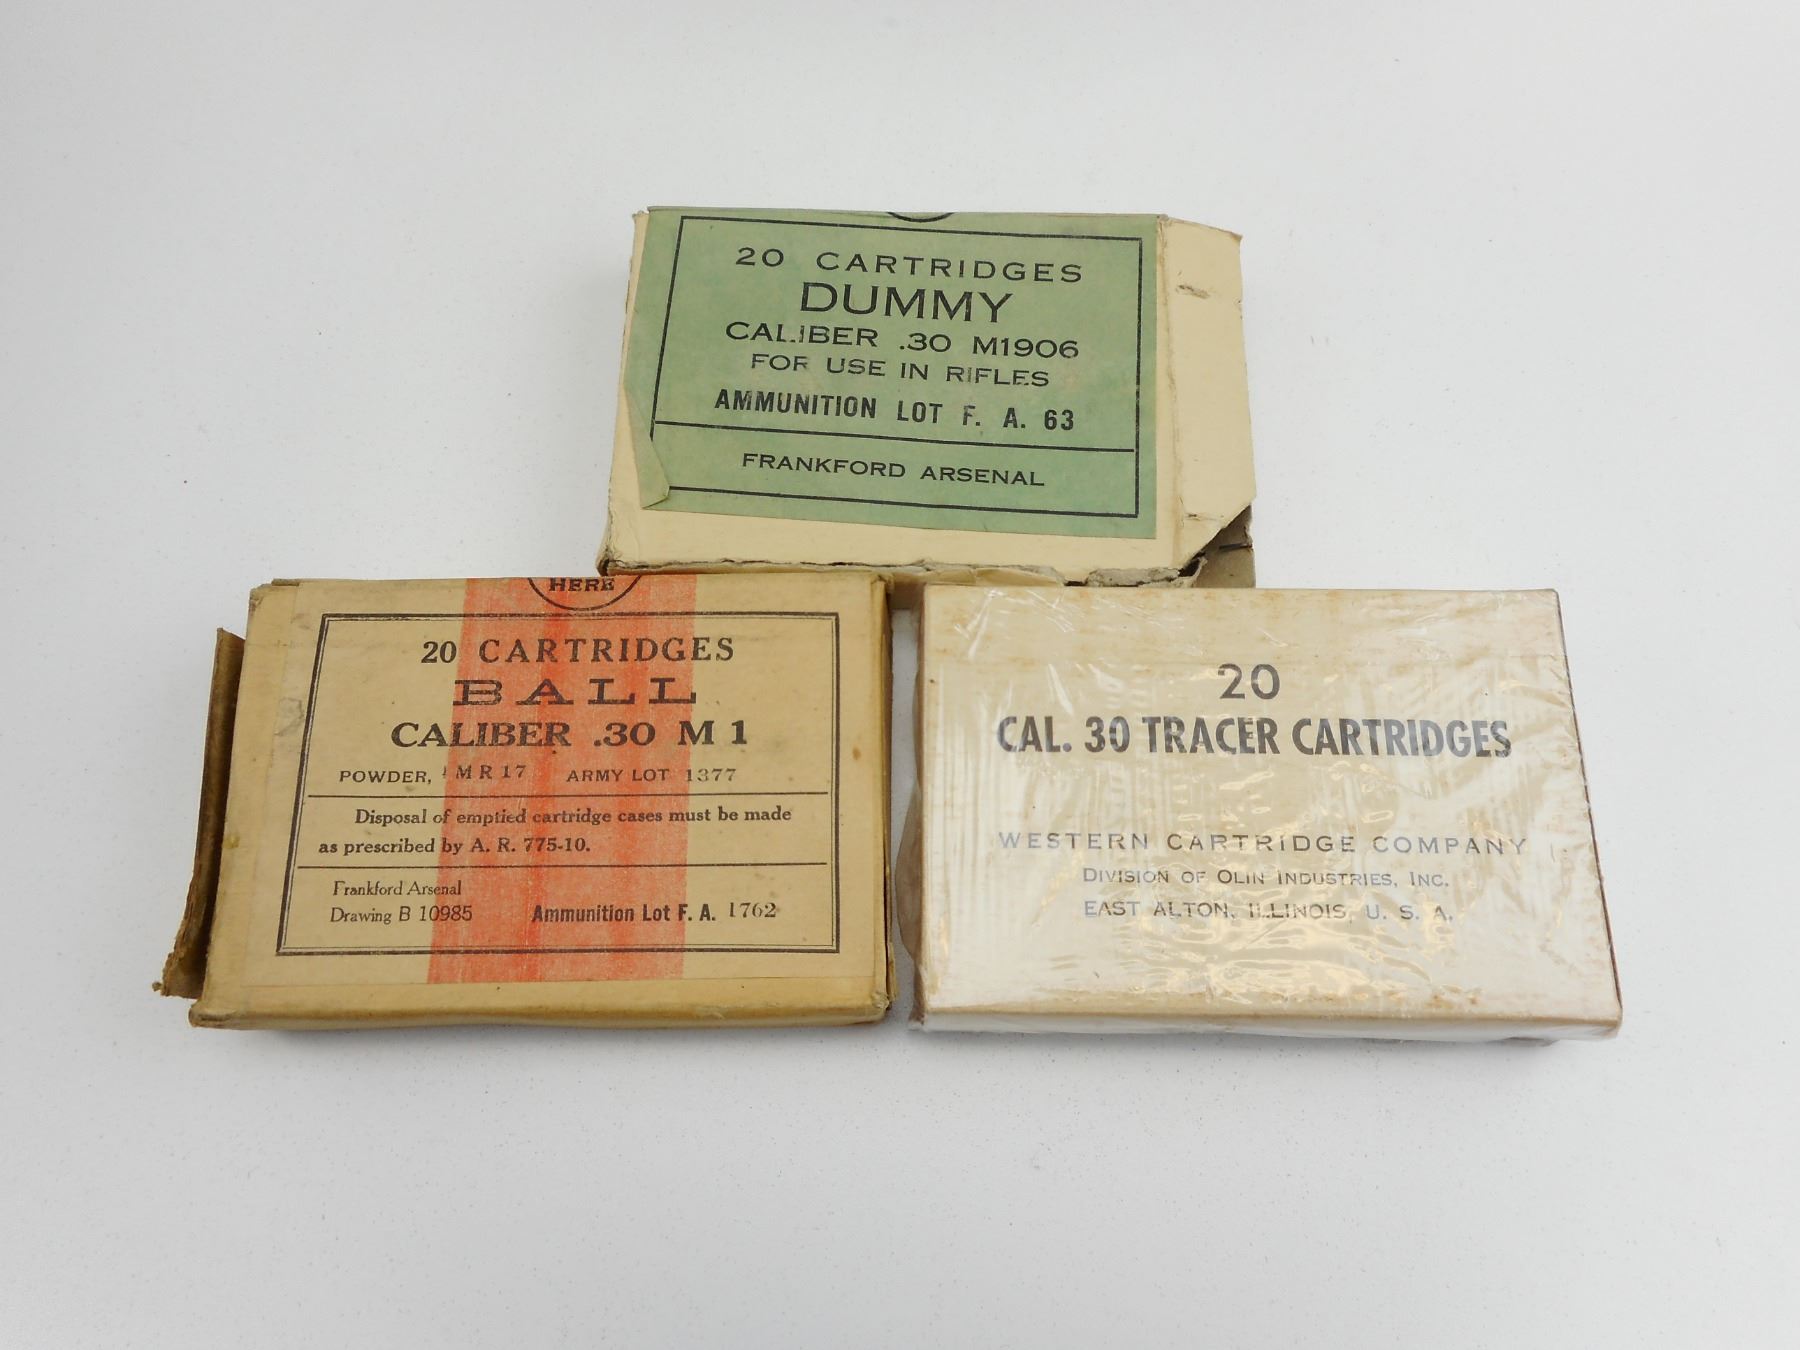 20 CARTRIDGES
DUMMY
CALIBER .30 M1906
FOR USE IN RIFLES
AMMUNITION LOT F. A. 63
FRANKFORD ARSENAL
HERE
20 CARTRIDGES
BALL
CALIBER .30 M 1
POWDER, MR 17 ARMY LOT 1377
Disposal of emptied cartridge cases must be made
as prescribed by A. R. 775-10.
Frankford Arsenal
Drawing B 10985 Ammunition Lot F. A. 1762
20
CAL. 30 TRACER CARTRIDGES
WESTERN CARTRIDGE COMPANY
DIVISION OF OLIN INDUSTRIES, INC.
EAST ALTON, ILLINOIS, U. S. A.